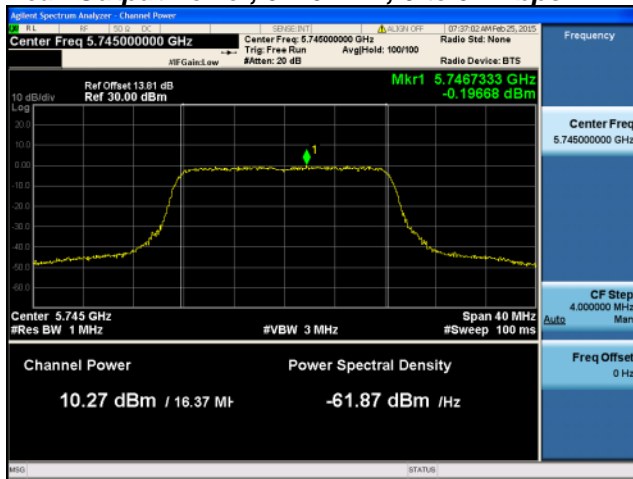 Agilent Spectrum Analyzer - Channel Power
RL RF 50 Ω DC SENSE:INT ALIGN OFF 07:37:02 AM Feb 25, 2015
Center Freq 5.745000000 GHz Center Freq: 5.745000000 GHz Radio Std: None Frequency
Trig: Free Run Avg|Hold: 100/100
#IFGain:Low #Atten: 20 dB Radio Device: BTS
Mkr1 5.7467333 GHz
Ref Offset 13.81 dB
10 dB/div Ref 30.00 dBm -0.19668 dBm
Log
20.0
10.0
0.00
-10.0
-20.0
-30.0
-40.0
-50.0
-60.0
1
Center Freq
5.745000000 GHz
Center 5.745 GHz Span 40 MHz
#Res BW 1 MHz #VBW 3 MHz #Sweep 100 ms
CF Step
4.000000 MHz
Auto Man
Channel Power Power Spectral Density
10.27 dBm / 16.37 MH -61.87 dBm /Hz
Freq Offset
0 Hz
MSG STATUS